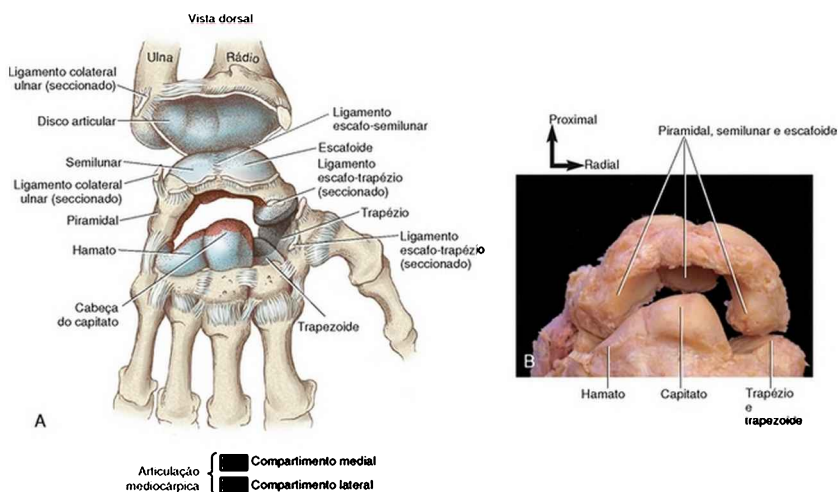 Vista dorsal
Ulna
Rádio
Ligamento colateral
ulnar (seccionado)
Disco articular
Ligamento
escafo-semilunar
Semilunar
Escafoide
Ligamento colateral
ulnar (seccionado)
Ligamento
escafo-trapézio
(seccionado)
Piramidal
Trapézio
Hamato
Ligamento
escafo-trapézio
(seccionado)
Cabeça
do capitato
Trapezoide
A
Articulação
mediocárpica
Compartimento medial
Compartimento lateral
Proximal
Radial
Piramidal, semilunar e escafoide
B
Hamato
Capitato
Trapézio
e
trapezoide